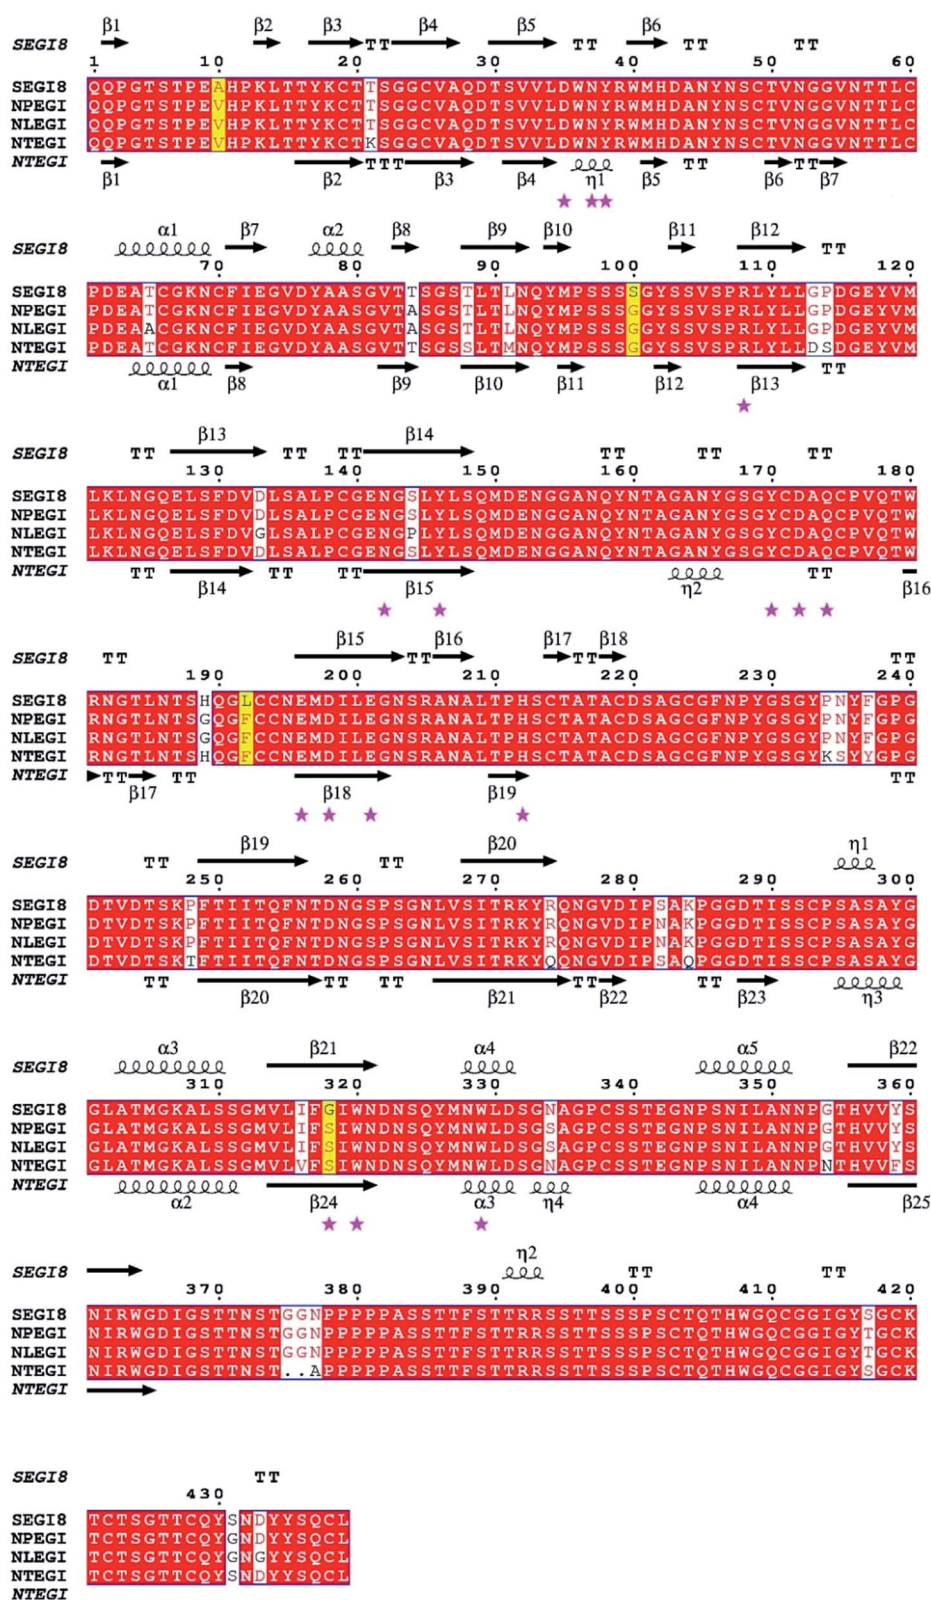 β1 β2 β3 β4 β5 β6
SEGI8 TT TT TT TT
1 10 20 30 40 50 60
SEGI8 QQPGTSTPEAHPKLTTYKCTTSGGCVAQDTSVVLDWNYRWMHDANYNSCTVNGGVNTTLC
NPEGI QQPGTSTPEVHPKLTTYKCTTSGGCVAQDTSVVLDWNYRWMHDANYNSCTVNGGVNTTLC
NLEGI QQPGTSTPEVHPKLTTYKCTTSGGCVAQDTSVVLDWNYRWMHDANYNSCTVNGGVNTTLC
NTEGI QQPGTSTPEVHPKLTTYKCTKSGGCVAQDTSVVLDWNYRWMHDANYNSCTVNGGVNTTLC
NTEGI TTT TT TT
β1 β2 β3 β4 η1 β5 β6 β7
α1 β7 α2 β8 β9 β10 β11 β12
SEGI8 TT
70 80 90 100 110 120
SEGI8 PDEATCGKNCFIEGVDYAASGVTTSGSTLTLNQYMPSSSSGYSSVSPRLYLLGPDGEYVM
NPEGI PDEATCGKNCFIEGVDYAASGVTASGSTLTLNQYMPSSSGGYSSVSPRLYLLGPDGEYVM
NLEGI PDEAACGKNCFIEGVDYAASGVTASGSTLTLNQYMPSSSGGYSSVSPRLYLLGPDGEYVM
NTEGI PDEATCGKNCFIEGVDYAASGVTTSGSSLTMNQYMPSSSGGYSSVSPRLYLLDSDGEYVM
NTEGI TT
α1 β8 β9 β10 β11 β12 β13
β13 β14
SEGI8 TT TT TT TT TT TT
130 140 150 160 170 180
SEGI8 LKLNGQELSFDVDLSALPCGENGSLYLSQMDENGGANQYNTAGANYGSGYCDAQCPVQTW
NPEGI LKLNGQELSFDVDLSALPCGENGSLYLSQMDENGGANQYNTAGANYGSGYCDAQCPVQTW
NLEGI LKLNGQELSFDVGLSALPCGENGPLYLSQMDENGGANQYNTAGANYGSGYCDAQCPVQTW
NTEGI LKLNGQELSFDVDLSALPCGENGSLYLSQMDENGGANQYNTAGANYGSGYCDAQCPVQTW
NTEGI TT TT TT TT
β14 β15 η2 β16
β15 β16 β17 β18
SEGI8 TT TT TT TT
190 200 210 220 230 240
SEGI8 RNGTLNTSHQGLCCNEMDILEGNSRANALTPHSCTATACDSAGCGFNPYGSGYPNYFGPG
NPEGI RNGTLNTSGQGFCCNEMDILEGNSRANALTPHSCTATACDSAGCGFNPYGSGYPNYFGPG
NLEGI RNGTLNTSGQGFCCNEMDILEGNSRANALTPHSCTATACDSAGCGFNPYGSGYPNYFGPG
NTEGI RNGTLNTSHQGFCCNEMDILEGNSRANALTPHSCTATACDSAGCGFNPYGSGYKSYYGPG
NTEGI TT TT TT
β17 β18 β19
β19 β20 η1
SEGI8 TT TT
250 260 270 280 290 300
SEGI8 DTVDTSKPFTIITQFNTDNGSPSGNLVSITRKYRQNGVDIPSAKPGGDTISSCPSASAYG
NPEGI DTVDTSKPFTIITQFNTDNGSPSGNLVSITRKYRQNGVDIPNAKPGGDTISSCPSASAYG
NLEGI DTVDTSKPFTIITQFNTDNGSPSGNLVSITRKYRQNGVDIPNAKPGGDTISSCPSASAYG
NTEGI DTVDTSKTFTIITQFNTDNGSPSGNLVSITRKYQQNGVDIPSAQPGGDTISSCPSASAYG
NTEGI TT TT TT TT TT
β20 β21 β22 β23 η3
α3 β21 α4 α5 β22
SEGI8
310 320 330 340 350 360
SEGI8 GLATMGKALSSGMVLIFGIWNDNSQYMNWLDSGNAGPCSSTEGNPSNILANNPGTHVVYS
NPEGI GLATMGKALSSGMVLIFSIWNDNSQYMNWLDSGSAGPCSSTEGNPSNILANNPGTHVVYS
NLEGI GLATMGKALSSGMVLIFSIWNDNSQYMNWLDSGSAGPCSSTEGNPSNILANNPGTHVVYS
NTEGI GLATMGKALSSGMVLVFSIWNDNSQYMNWLDSGNAGPCSSTEGNPSNILANNPNTHVVFS
NTEGI
α2 β24 α3 η4 α4 β25
η2
SEGI8 TT TT
370 380 390 400 410 420
SEGI8 NIRWGDIGSTTNSTGGNPPPPPASSTTFSTTRRSSTTSSSPSCTQTHWGQCGGIGYSGCK
NPEGI NIRWGDIGSTTNSTGGNPPPPPASSTTFSTTRRSSTTSSSPSCTQTHWGQCGGIGYTGCK
NLEGI NIRWGDIGSTTNSTGGNPPPPPASSTTFSTTRRSSTTSSSPSCTQTHWGQCGGIGYTGCK
NTEGI NIRWGDIGSTTNST..APPPPPASSTTFSTTRRSSTTSSSPSCTQTHWGQCGGIGYSGCK
NTEGI
SEGI8 TT
430
SEGI8 TCTSGTTCQYSNDYYSQCL
NPEGI TCTSGTTCQYGNDYYSQCL
NLEGI TCTSGTTCQYGNGYYSQCL
NTEGI TCTSGTTCQYSNDYYSQCL
NTEGI